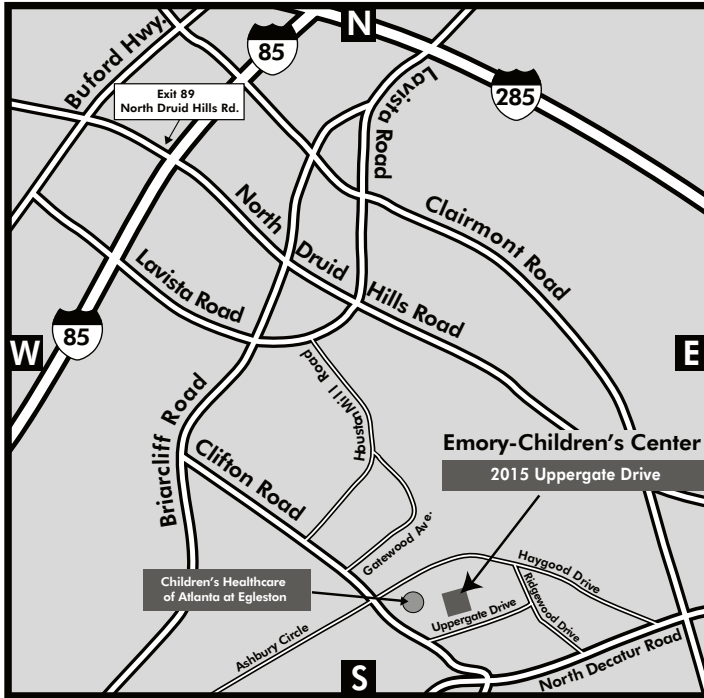 N
Buford Hwy.
85
285
Exit 89
North Druid Hills Rd.
Lavista Road
North Druid Hills Road
Clairmont Road
Lavista Road
85
W
E
Houston Mill Road
Briarcliff Road
Clifton Road
Emory-Children's Center
2015 Uppergate Drive
Gatewood Ave.
Haygood Drive
Children's Healthcare
of Atlanta at Egleston
Ridgewood Drive
Uppergate Drive
Ashbury Circle
North Decatur Road
S